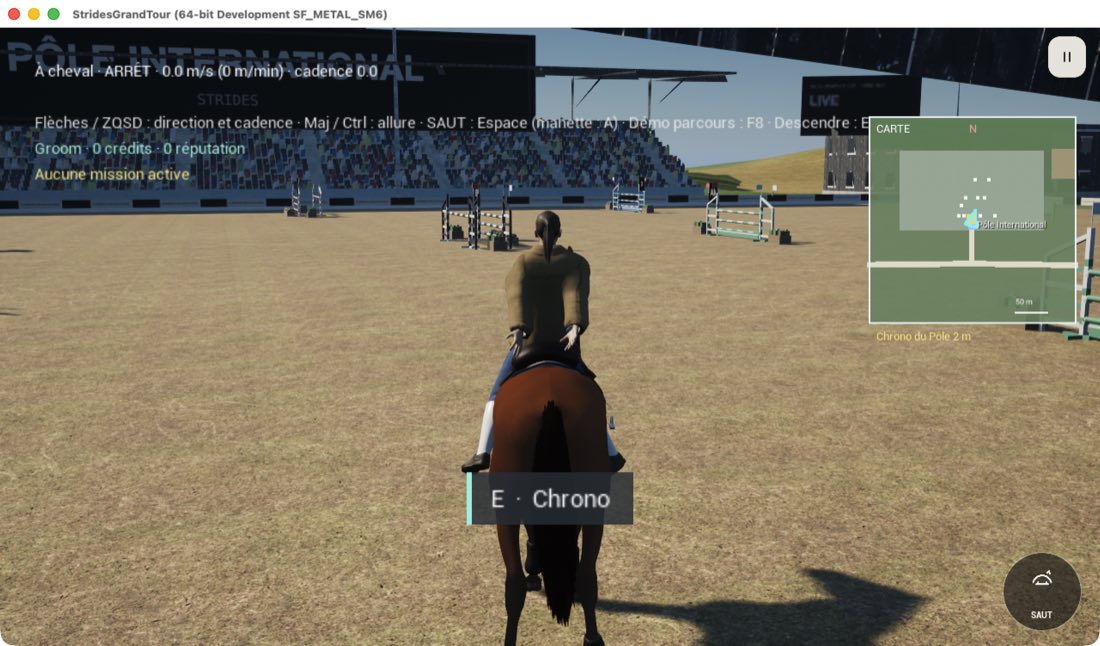 StridesGrandTour (64-bit Development SF_METAL_SM6)
PÔLE INTERNATIONAL
À cheval · ARRÊT · 0.0 m/s (0 m/min) · cadence 0.0
STRIDES
LIVE
Flèches / ZQSD : direction et cadence · Maj / Ctrl : allure · SAUT : Espace (manette : A) · Démo parcours : F8 · Descendre : E
Groom · 0 crédits · 0 réputation
Aucune mission active
CARTE
N
Pôle International
50 m
Chrono du Pôle 2 m
E · Chrono
SAUT